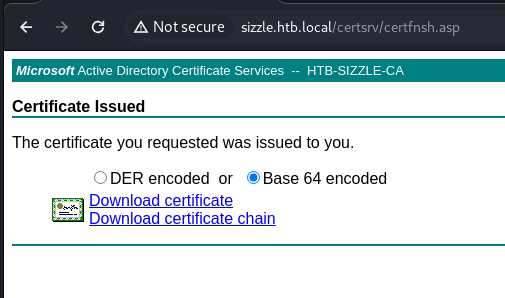 Not secure sizzle.htb.local/certsrv/certfnsh.asp
Microsoft Active Directory Certificate Services -- HTB-SIZZLE-CA
Certificate Issued
The certificate you requested was issued to you.
DER encoded or Base 64 encoded
Download certificate
Download certificate chain